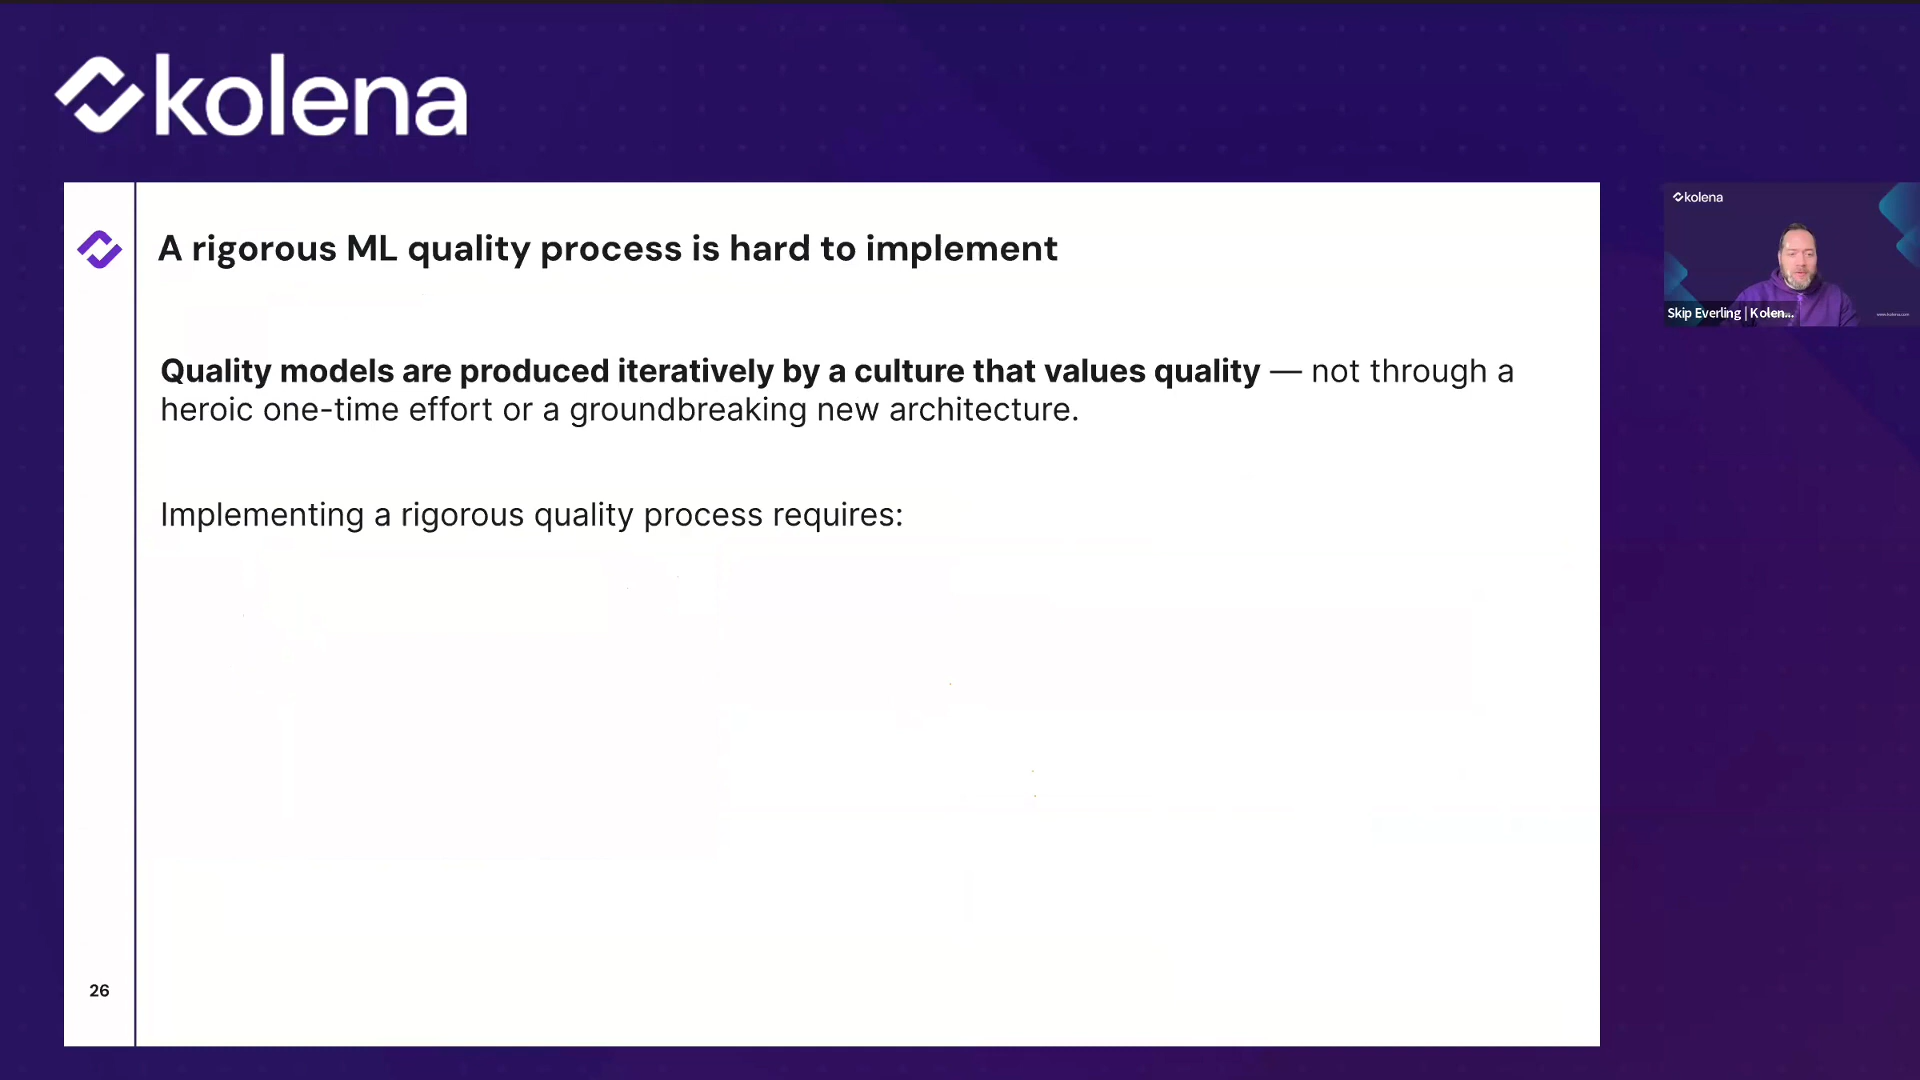 kolena
A rigorous ML quality process is hard to implement
Quality models are produced iteratively by a culture that values quality — not through a
heroic one-time effort or a groundbreaking new architecture.
Implementing a rigorous quality process requires:
26
kolena
Skip Everling | Kolen...